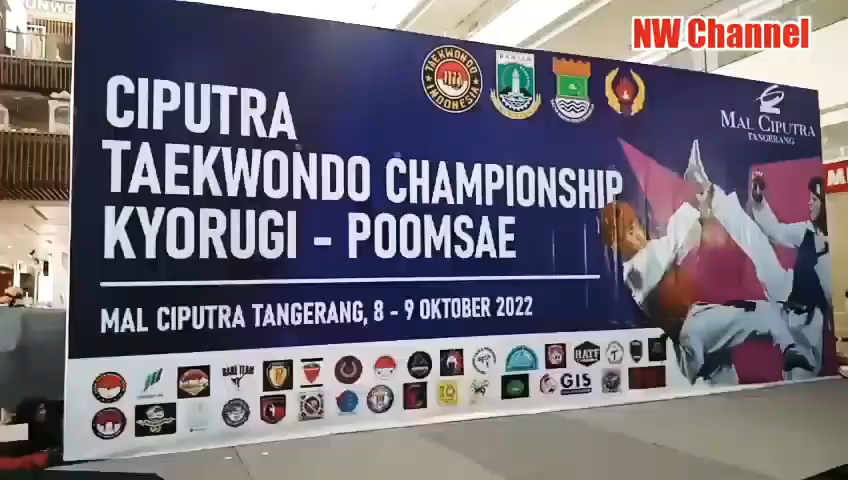 NW Channel
TAEKWONDO INDONESIA
BANTEN
MAL CIPUTRA
TANGERANG
CIPUTRA
TAEKWONDO CHAMPIONSHIP
KYORUGI - POOMSAE
MAL CIPUTRA TANGERANG, 8 - 9 OKTOBER 2022
GIS